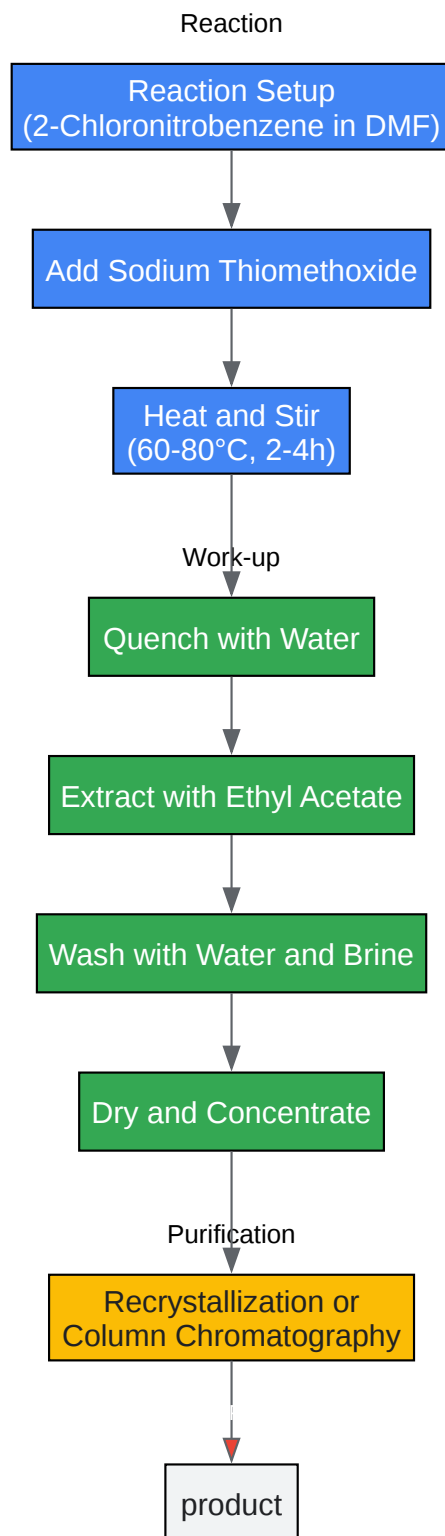 Reaction
Reaction Setup
(2-Chloronitrobenzene in DMF)
Add Sodium Thiomethoxide
Heat and Stir
(60-80°C, 2-4h)
Work-up
Quench with Water
Extract with Ethyl Acetate
Wash with Water and Brine
Dry and Concentrate
Purification
Recrystallization or
Column Chromatography
product